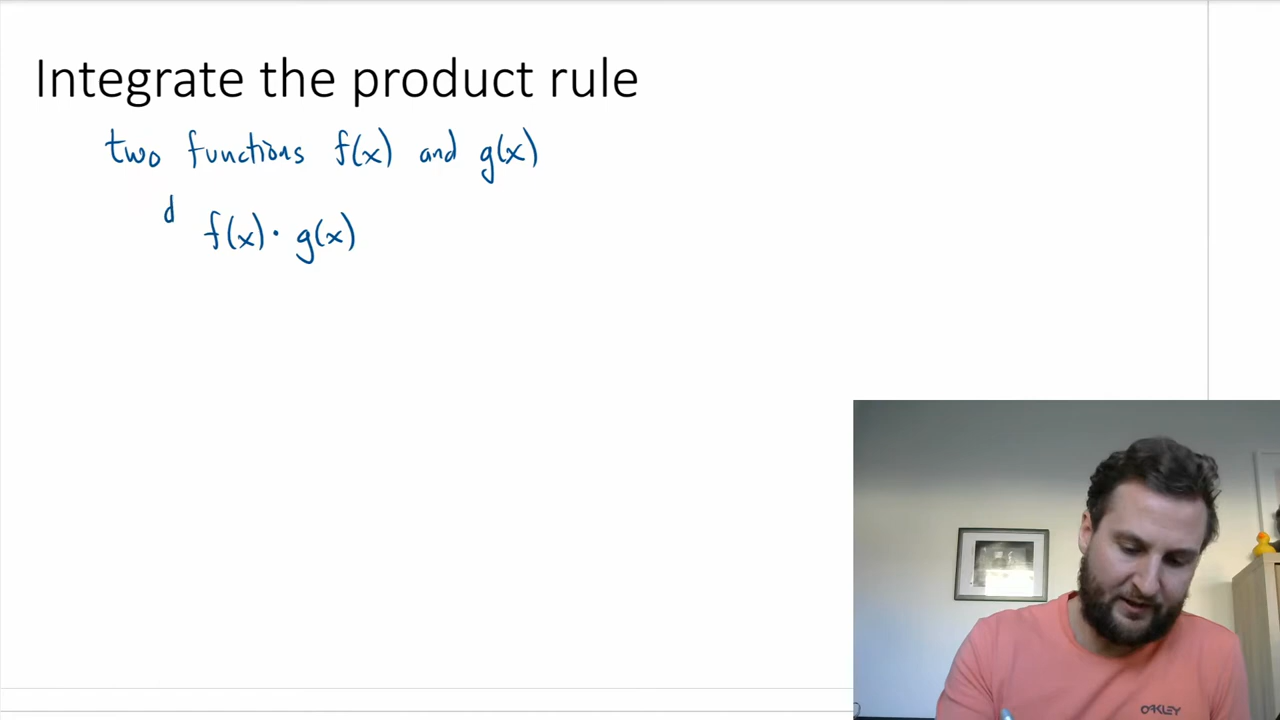 Integrate the product rule
two functions f(x) and g(x)
d f(x) · g(x)
OAKLEY